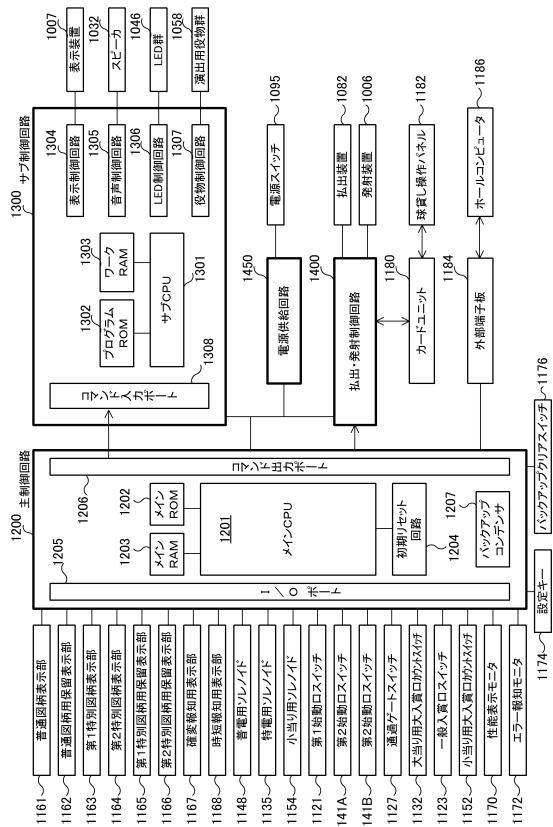 1200 主制御回路
1205
I/Oポート
1203
メイン
RAM
1202
メイン
ROM
1206
コマンド出力ポート
1201
メインCPU
初期リセット
回路
1204
1207
バックアップ
コンデンサ
1174
設定キー
バックアップクリアスイッチ
1176
1161 普通図柄表示部
1162 普通図柄用保留表示部
1163 第1特別図柄表示部
1164 第2特別図柄表示部
1165 第1特別図柄用保留表示部
1166 第2特別図柄用保留表示部
1167 確変報知用表示部
1168 時短報知用表示部
1148 普電用ソレノイド
1135 特電用ソレノイド
1154 小当り用ソレノイド
1121 第1始動口スイッチ
141A 第2始動口スイッチ
141B 第2始動口スイッチ
1127 通過ゲートスイッチ
1132 大当り用大入賞口カウントスイッチ
1123 一般入賞口スイッチ
1152 小当り用大入賞口カウントスイッチ
1170 性能表示モニタ
1172 エラー報知モニタ
1300 サブ制御回路
コマンド入力ポート
1308
1302
プログラム
ROM
1303
ワーク
RAM
サブCPU
1301
1304
表示制御回路
1305
音声制御回路
1306
LED制御回路
1307
役物制御回路
表示装置 1007
スピーカ 1032
LED群 1046
演出用役物群 1058
1450
電源供給回路
電源スイッチ 1095
1400
払出・発射制御回路
払出装置 1082
発射装置 1006
1180
カードユニット
球貸し操作パネル 1182
1184
外部端子板
ホールコンピュータ 1186